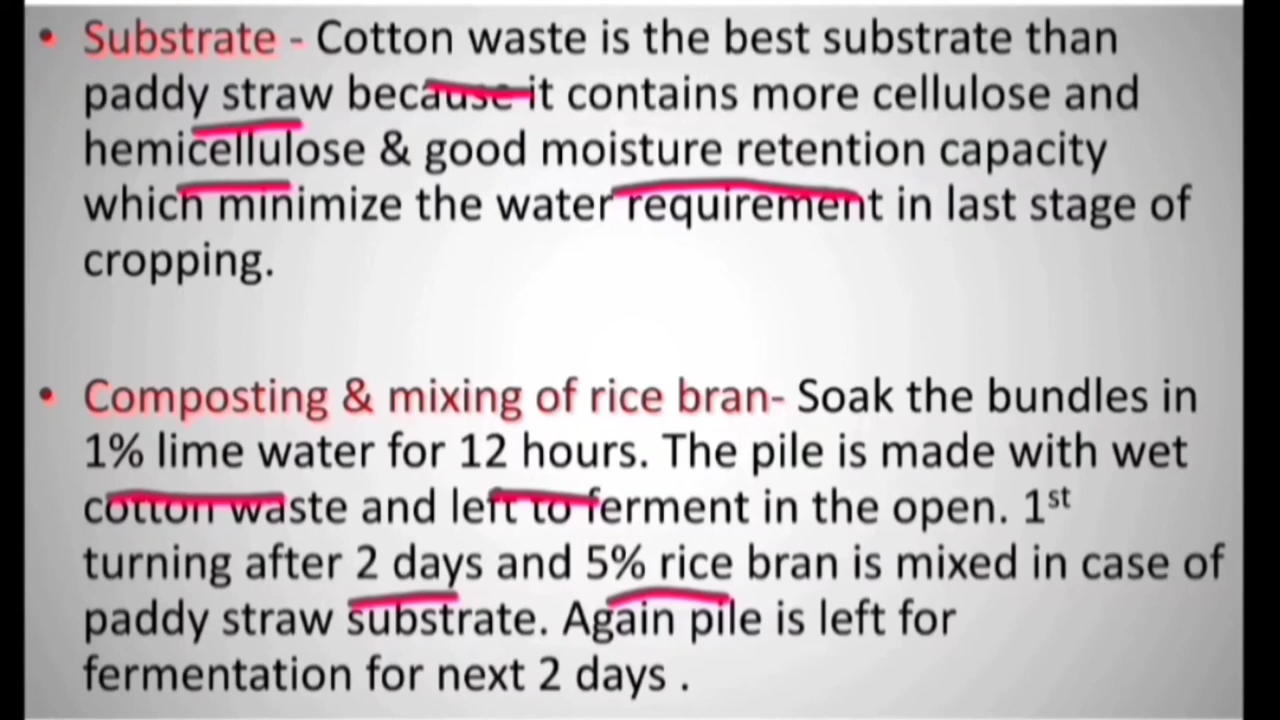 • Substrate - Cotton waste is the best substrate than
paddy straw because it contains more cellulose and
hemicellulose & good moisture retention capacity
which minimize the water requirement in last stage of
cropping.
• Composting & mixing of rice bran- Soak the bundles in
1% lime water for 12 hours. The pile is made with wet
cotton waste and left to ferment in the open. 1st
turning after 2 days and 5% rice bran is mixed in case of
paddy straw substrate. Again pile is left for
fermentation for next 2 days .